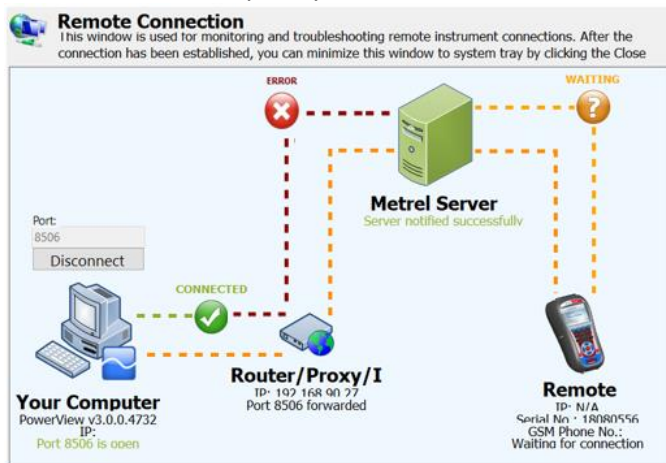 Remote Connection
This window is used for monitoring and troubleshooting remote instrument connections. After the
connection has been established, you can minimize this window to system tray by clicking the Close
ERROR
WAITING
Metrel Server
Server notified successfully
Port:
8506
Disconnect
CONNECTED
Router/Proxy/I
IP: 192.168.90.27
Port 8506 forwarded
Your Computer
PowerView v3.0.0.4732
IP:
Port 8506 is open
Remote
IP: N/A
Serial No.: 18080556
GSM Phone No.:
Waiting for connection